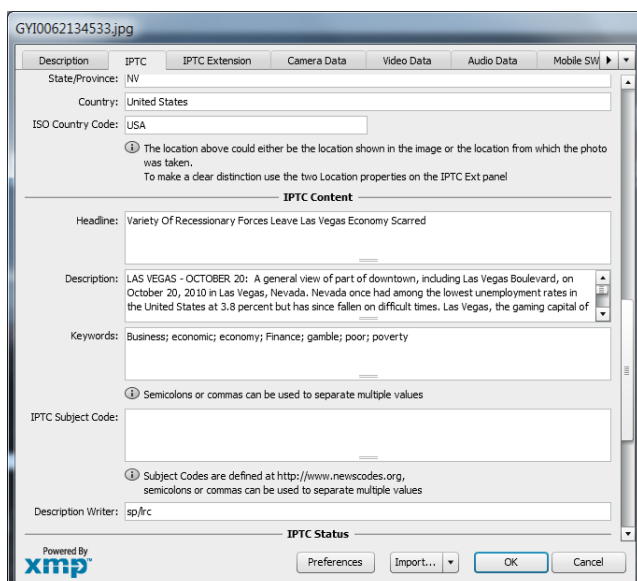 GYI0062134533.jpg
Description IPTC IPTC Extension Camera Data Video Data Audio Data Mobile SW
State/Province: NV
Country: United States
ISO Country Code: USA
The location above could either be the location shown in the image or the location from which the photo
was taken.
To make a clear distinction use the two Location properties on the IPTC Ext panel
IPTC Content
Headline: Variety Of Recessionary Forces Leave Las Vegas Economy Scarred
Description: LAS VEGAS - OCTOBER 20: A general view of part of downtown, including Las Vegas Boulevard, on
October 20, 2010 in Las Vegas, Nevada. Nevada once had among the lowest unemployment rates in
the United States at 3.8 percent but has since fallen on difficult times. Las Vegas, the gaming capital of
Keywords: Business; economic; economy; Finance; gamble; poor; poverty
Semicolons or commas can be used to separate multiple values
IPTC Subject Code:
Subject Codes are defined at http://www.newscodes.org,
semicolons or commas can be used to separate multiple values
Description Writer: sp/lrc
IPTC Status
Powered By
xmp™
Preferences Import... OK Cancel